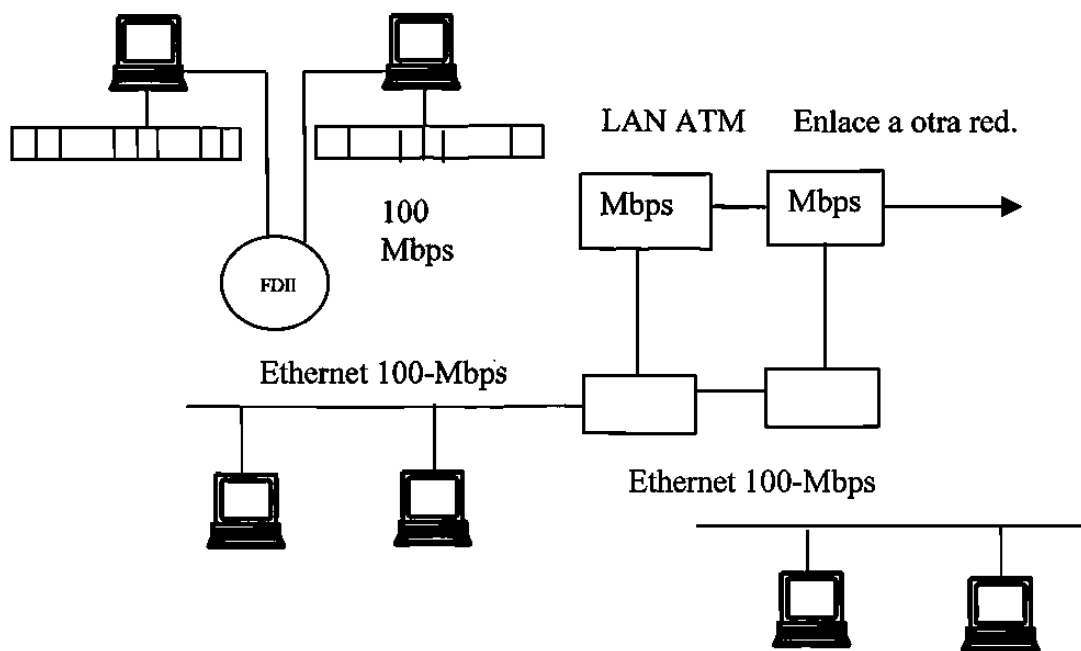 LAN ATM
Enlace a otra red.
Mbps
Mbps
100
Mbps
FDII
Ethernet 100-Mbps
Ethernet 100-Mbps